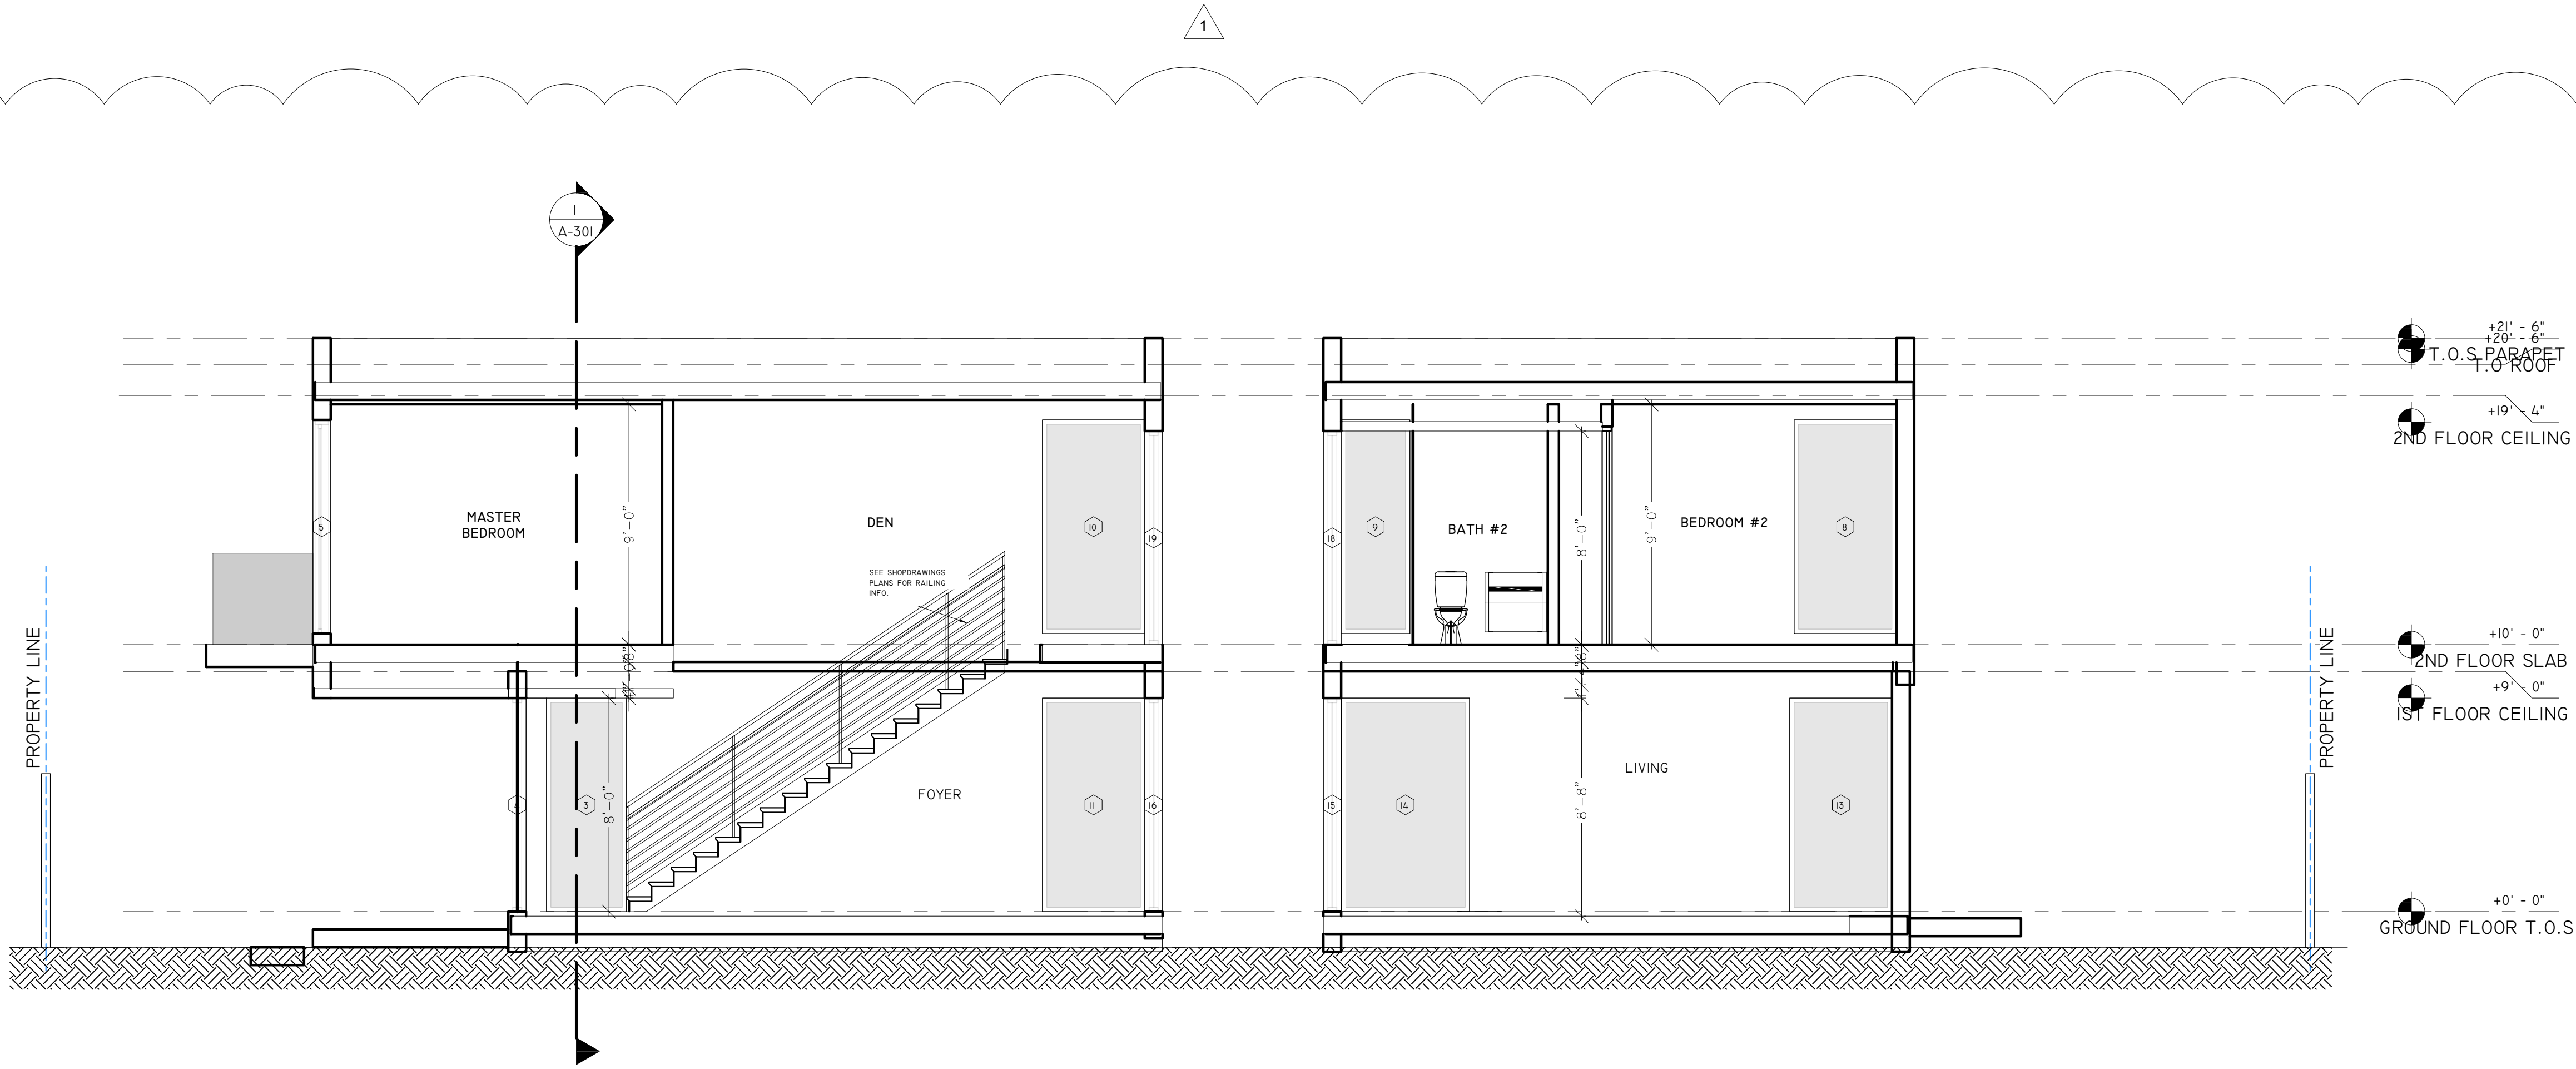 1
1
A-301
+21' - 6"
T.O.S PARAPET
+20' - 6"
T.O ROOF
+19' - 4"
2ND FLOOR CEILING
MASTER
BEDROOM
DEN
BATH #2
BEDROOM #2
5
10
19
18
9
8
9'-0"
8'-0"
9'-0"
SEE SHOPDRAWINGS
PLANS FOR RAILING
INFO.
+10' - 0"
2ND FLOOR SLAB
+9' - 0"
1ST FLOOR CEILING
PROPERTY LINE
PROPERTY LINE
LIVING
FOYER
3
11
16
15
14
13
8'-0"
8'-8"
+0' - 0"
GROUND FLOOR T.O.S